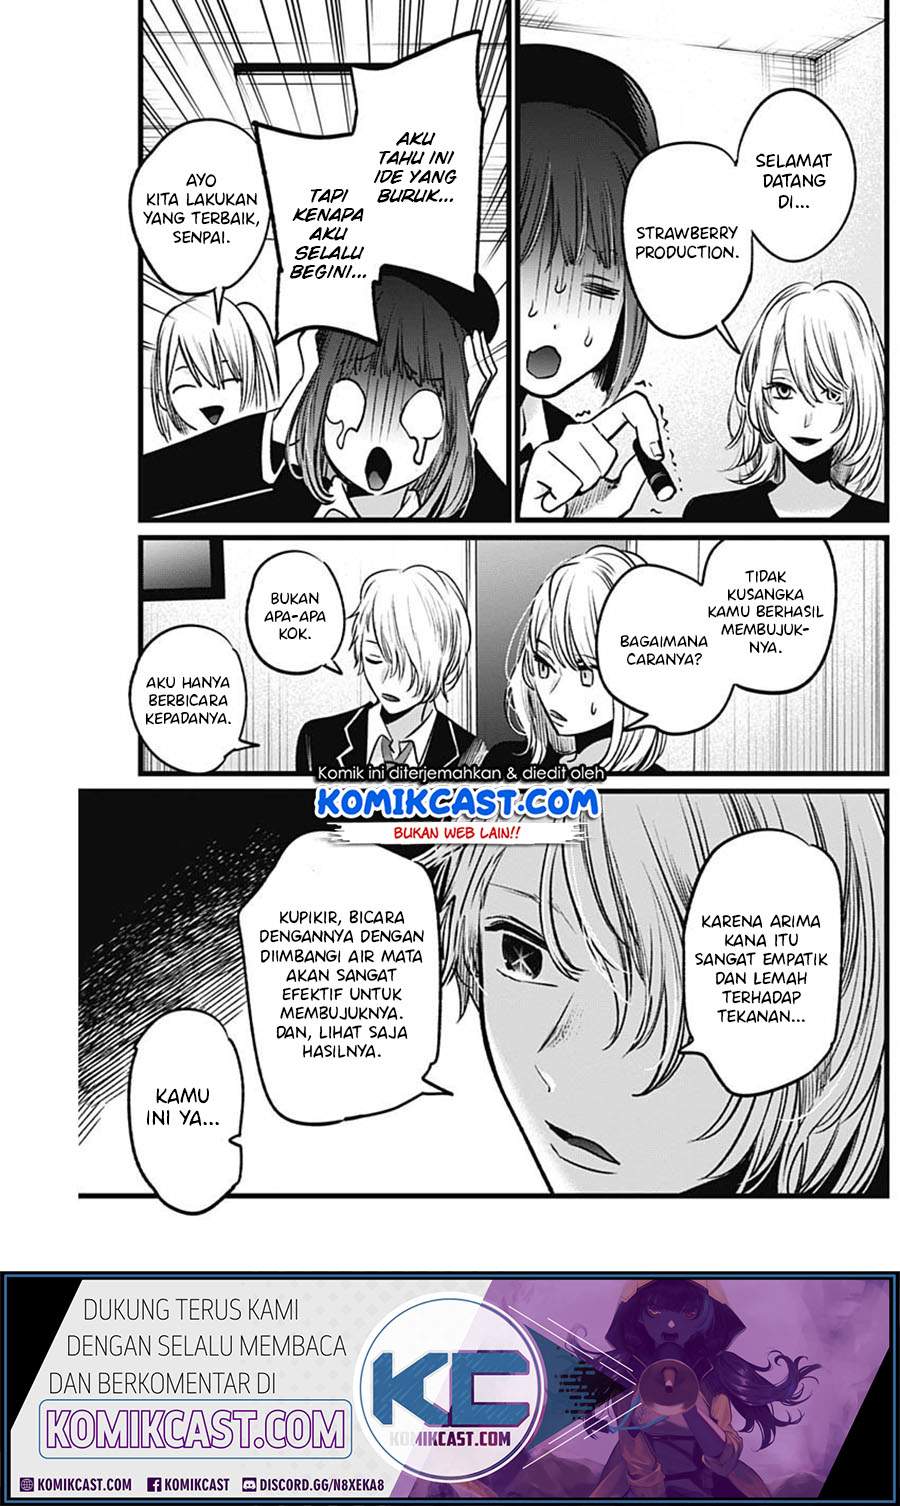 SELAMAT
DATANG
DI...
STRAWBERRY
PRODUCTION.
AKU
TAHU INI
IDE YANG
BURUK...
TAPI
KENAPA
AKU
SELALU
BEGINI...
AYO
KITA LAKUKAN
YANG TERBAIK,
SENPAI.
TIDAK
KUSANGKA
KAMU BERHASIL
MEMBUJUK-
NYA.
BAGAIMANA
CARANYA?
BUKAN
APA-APA
KOK.
AKU HANYA
BERBICARA
KEPADANYA.
Komik ini diterjemahkan & diedit oleh
KOMIKCAST.COM
BUKAN WEB LAIN!!
KARENA ARIMA
KANA ITU
SANGAT EMPATIK
DAN LEMAH
TERHADAP
TEKANAN...
KUPIKIR, BICARA
DENGANNYA DENGAN
DIIMBANGI AIR MATA
AKAN SANGAT
EFEKTIF UNTUK
MEMBUJUKNYA.
DAN, LIHAT SAJA
HASILNYA.
KAMU
INI YA...
DUKUNG TERUS KAMI
DENGAN SELALU MEMBACA
DAN BERKOMENTAR DI
KOMIKCAST.COM
KC
KOMIKCAST.COM
KOMIKCAST.COM KOMIKCAST DISCORD.GG/N8XEKA8